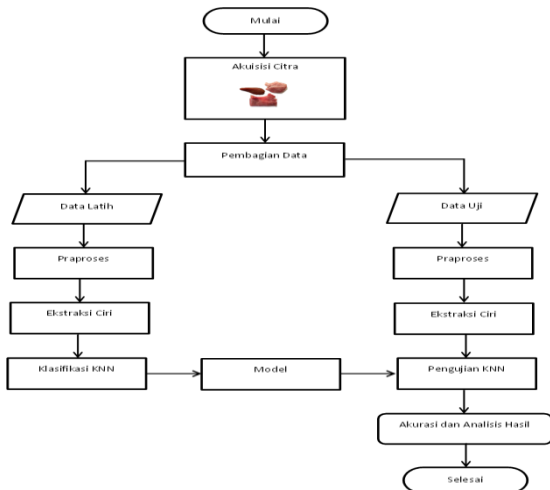 Mulai
Akuisisi Citra
Pembagian Data
Data Latih
Data Uji
Praproses
Praproses
Ekstraksi Ciri
Ekstraksi Ciri
Klasifikasi KNN
Model
Pengujian KNN
Akurasi dan Analisis Hasil
Selesai